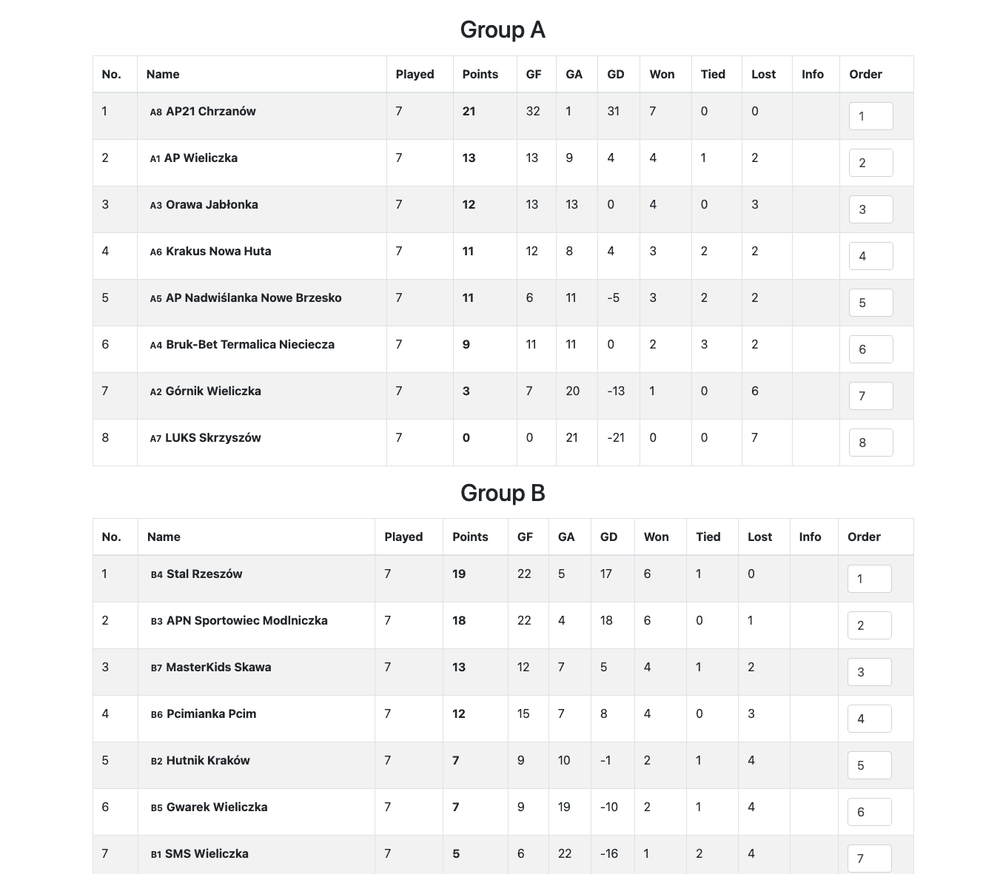 Group A
No. Name Played Points GF GA GD Won Tied Lost Info Order
1 A8 AP21 Chrzanów 7 21 32 1 31 7 0 0 1
2 A1 AP Wieliczka 7 13 13 9 4 4 1 2 2
3 A3 Orawa Jabłonka 7 12 13 13 0 4 0 3 3
4 A6 Krakus Nowa Huta 7 11 12 8 4 3 2 2 4
5 A5 AP Nadwiślanka Nowe Brzesko 7 11 6 11 -5 3 2 2 5
6 A4 Bruk-Bet Termalica Nieciecza 7 9 11 11 0 2 3 2 6
7 A2 Górnik Wieliczka 7 3 7 20 -13 1 0 6 7
8 A7 LUKS Skrzyszów 7 0 0 21 -21 0 0 7 8
Group B
No. Name Played Points GF GA GD Won Tied Lost Info Order
1 B4 Stal Rzeszów 7 19 22 5 17 6 1 0 1
2 B3 APN Sportowiec Modlniczka 7 18 22 4 18 6 0 1 2
3 B7 MasterKids Skawa 7 13 12 7 5 4 1 2 3
4 B6 Pcimianka Pcim 7 12 15 7 8 4 0 3 4
5 B2 Hutnik Kraków 7 7 9 10 -1 2 1 4 5
6 B5 Gwarek Wieliczka 7 7 9 19 -10 2 1 4 6
7 B1 SMS Wieliczka 7 5 6 22 -16 1 2 4 7